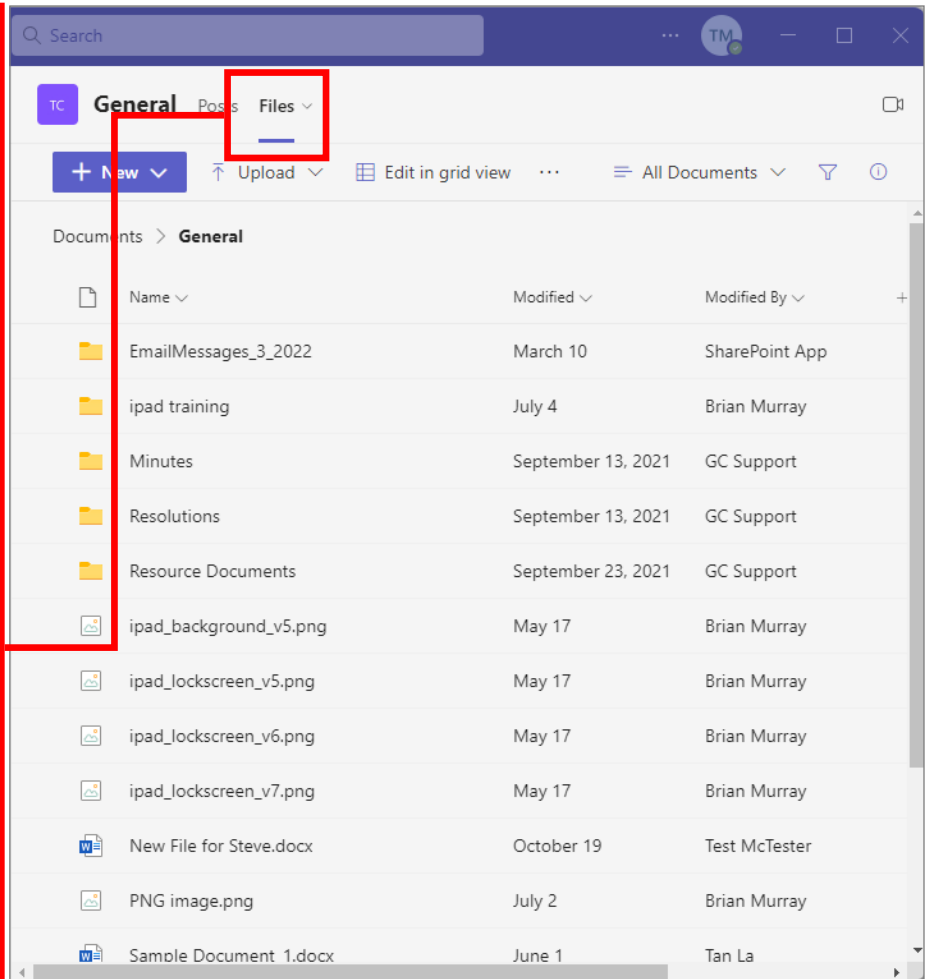 Search
... TM
TC General Posts Files
+ New Upload Edit in grid view ... All Documents
Documents > General
Name Modified Modified By +
EmailMessages_3_2022 March 10 SharePoint App
ipad training July 4 Brian Murray
Minutes September 13, 2021 GC Support
Resolutions September 13, 2021 GC Support
Resource Documents September 23, 2021 GC Support
ipad_background_v5.png May 17 Brian Murray
ipad_lockscreen_v5.png May 17 Brian Murray
ipad_lockscreen_v6.png May 17 Brian Murray
ipad_lockscreen_v7.png May 17 Brian Murray
New File for Steve.docx October 19 Test McTester
PNG image.png July 2 Brian Murray
Sample Document 1.docx June 1 Tan La